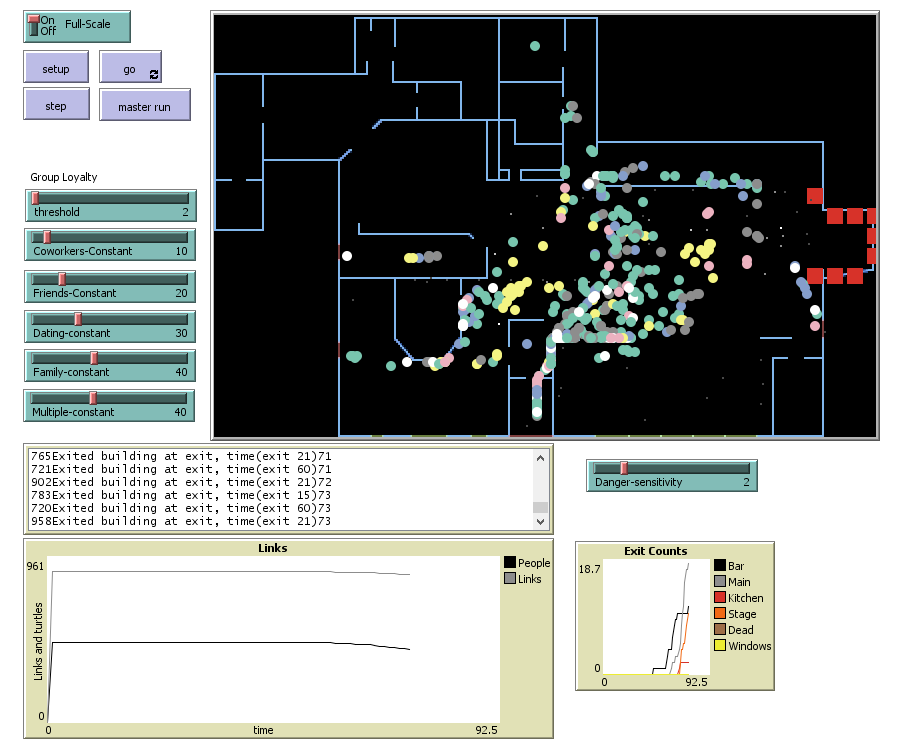 On
Off
Full-Scale
setup
go
step
master run
Group Loyalty
threshold 2
Coworkers-Constant 10
Friends-Constant 20
Dating-constant 30
Family-constant 40
Multiple-constant 40
765Exited building at exit, time(exit 21)71
721Exited building at exit, time(exit 60)71
902Exited building at exit, time(exit 21)72
783Exited building at exit, time(exit 15)73
720Exited building at exit, time(exit 60)73
958Exited building at exit, time(exit 21)73
Danger-sensitivity 2
Links
961
Links and turtles
0
0
time
92.5
People
Links
Exit Counts
18.7
0
0
92.5
Bar
Main
Kitchen
Stage
Dead
Windows